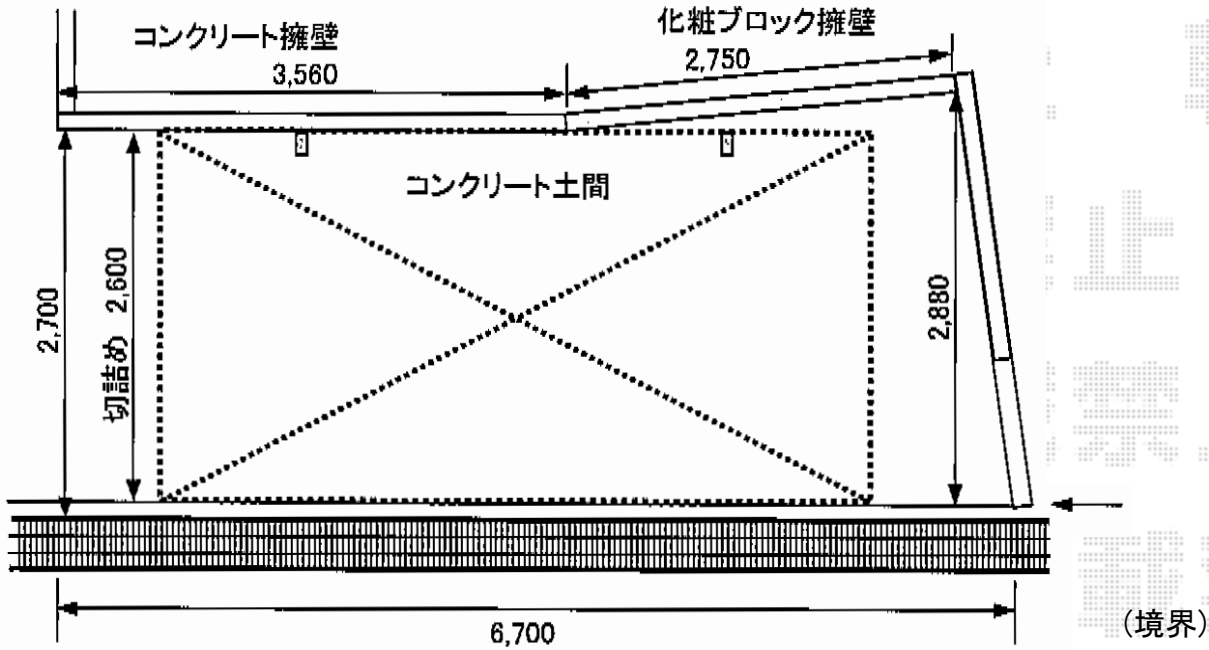 コンクリート擁壁
化粧ブロック擁壁
3,560
2,750
コンクリート土間
2,700
切詰め 2,600
2,880
6,700
(境界)
止
禁